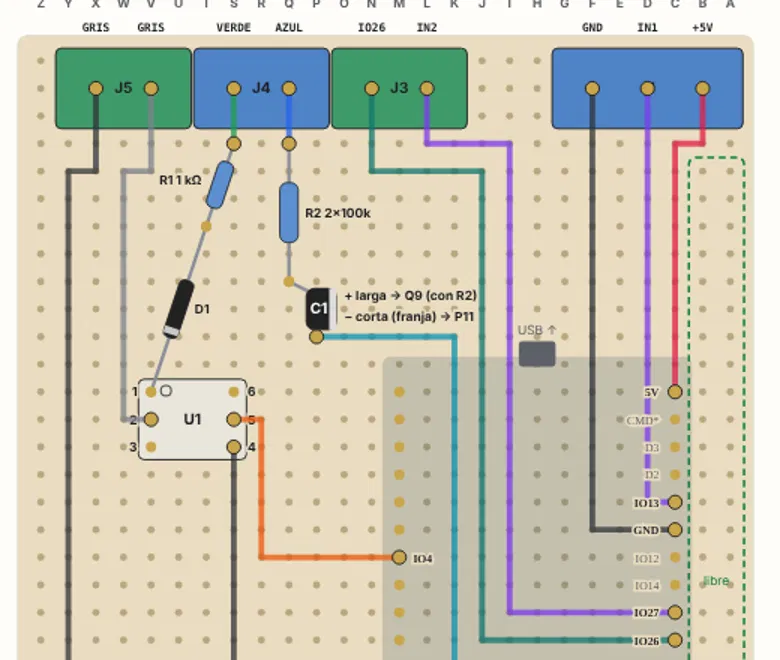 Z Y X W V U T S R Q P O N M L K J I H G F E D C B A
GRIS GRIS VERDE AZUL IO26 IN2 GND IN1 +5V
J5 J4 J3
R1 1 kΩ
R2 2×100k
D1
C1
+ larga → Q9 (con R2)
− corta (franja) → P11
USB ↑
1 6
2 U1 5
3 4
5V
CMD*
D3
D2
IO13
GND
IO4
IO12
IO14
libre
IO27
IO26